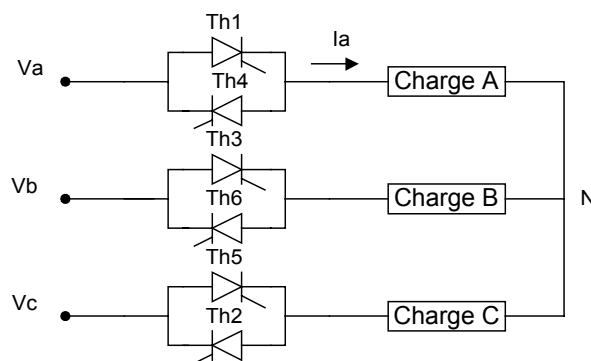 Th1
Ia
Va
Charge A
Th4
Th3
Vb
Charge B
N
Th6
Th5
Vc
Charge C
Th2